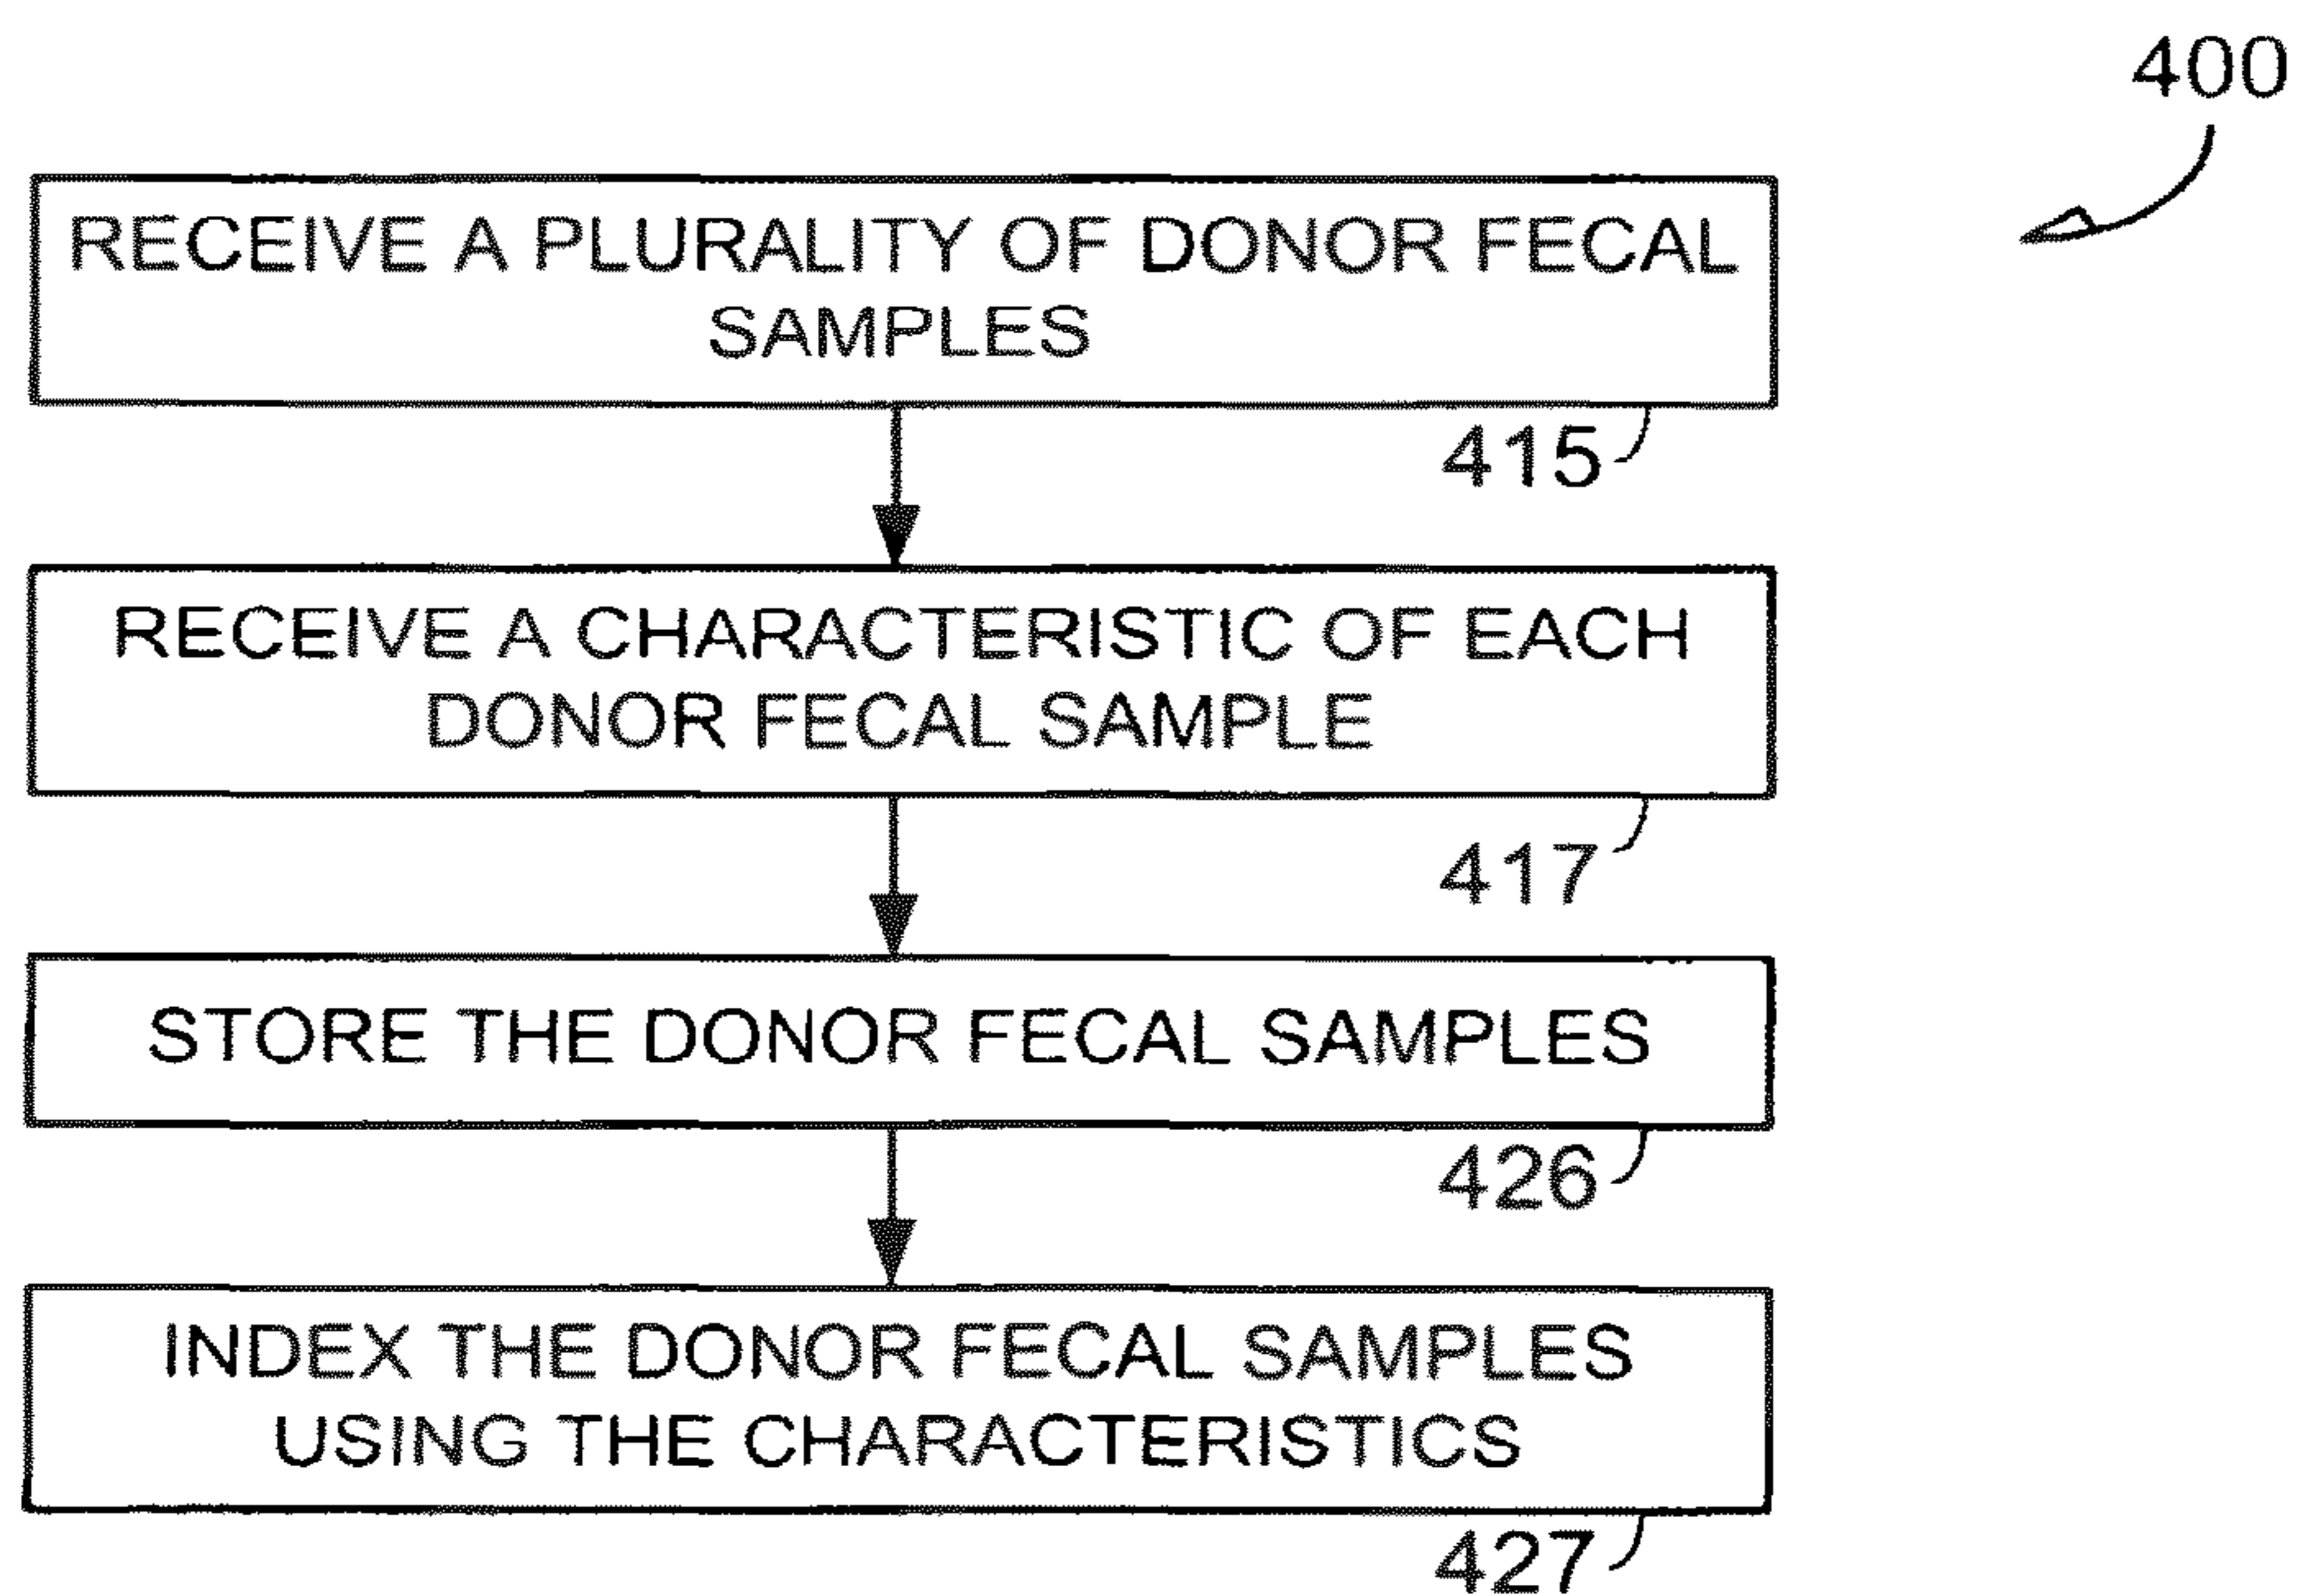 400
RECEIVE A PLURALITY OF DONOR FECAL
SAMPLES
415
RECEIVE A CHARACTERISTIC OF EACH
DONOR FECAL SAMPLE
417
STORE THE DONOR FECAL SAMPLES
426
INDEX THE DONOR FECAL SAMPLES
USING THE CHARACTERISTICS
427